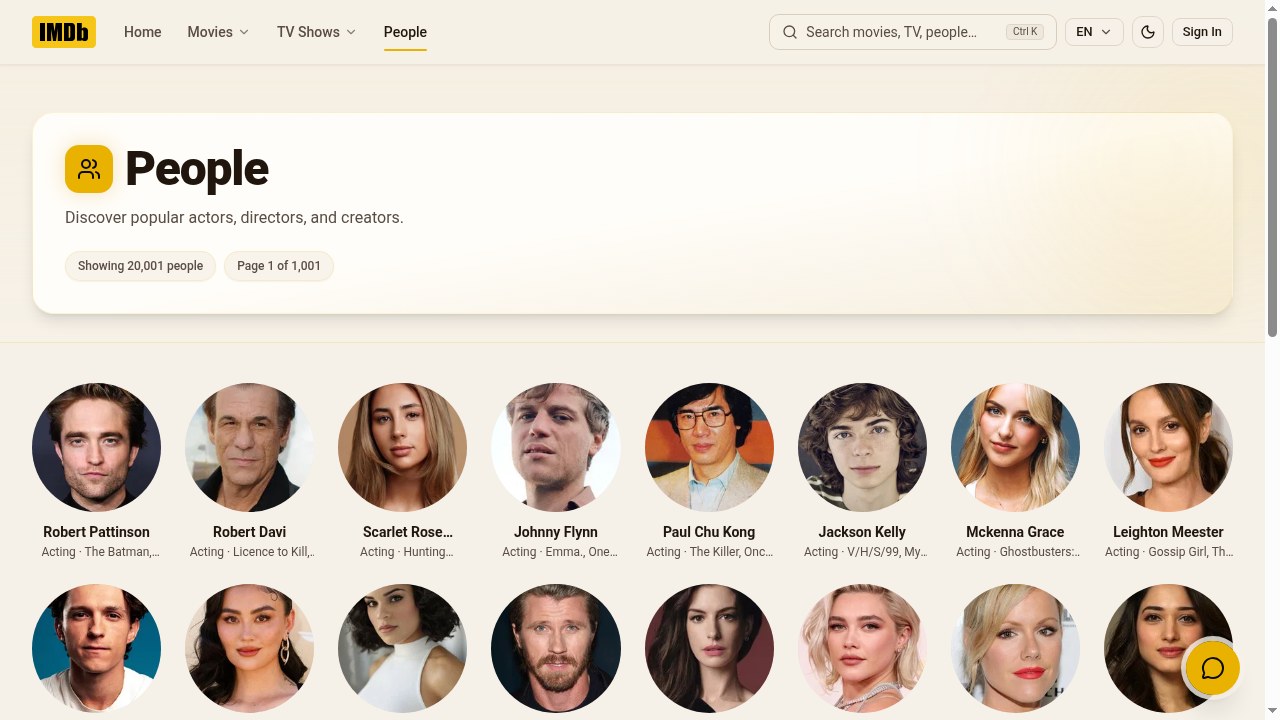 IMDb
Home
Movies
TV Shows
People
Search movies, TV, people...
Ctrl K
EN
Sign In
People
Discover popular actors, directors, and creators.
Showing 20,001 people
Page 1 of 1,001
Robert Pattinson
Robert Davi
Scarlet Rose...
Johnny Flynn
Paul Chu Kong
Jackson Kelly
Mckenna Grace
Leighton Meester
Acting · The Batman,...
Acting · Licence to Kill,...
Acting · Hunting...
Acting · Emma., One...
Acting · The Killer, Onc...
Acting · V/H/S/99, My...
Acting · Ghostbusters:...
Acting · Gossip Girl, Th...